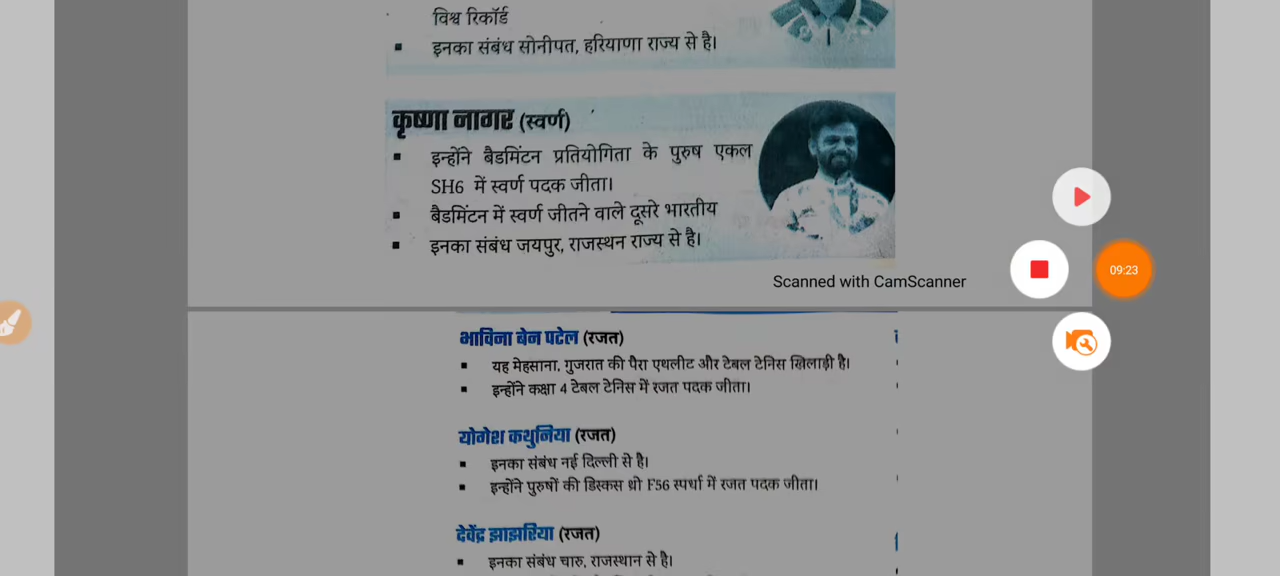 विश्व रिकॉर्ड
▪ इनका संबंध सोनीपत, हरियाणा राज्य से है।
कृष्णा नागर (स्वर्ण)
▪ इन्होंने बैडमिंटन प्रतियोगिता के पुरुष एकल
SH6 में स्वर्ण पदक जीता।
▪ बैडमिंटन में स्वर्ण जीतने वाले दूसरे भारतीय
▪ इनका संबंध जयपुर, राजस्थन राज्य से है।
Scanned with CamScanner
09:23
भाविना बेन पटेल (रजत)
▪ यह मेहसाना, गुजरात की पैरा एथलीट और टेबल टेनिस खिलाड़ी है।
▪ इन्होंने कक्षा 4 टेबल टेनिस में रजत पदक जीता।
योगेश कथुनिया (रजत)
▪ इनका संबंध नई दिल्ली से है।
▪ इन्होंने पुरुषों की डिस्कस थ्रो F56 स्पर्धा में रजत पदक जीता।
देवेंद्र झाझरिया (रजत)
▪ इनका संबंध चारु, राजस्थान से है।